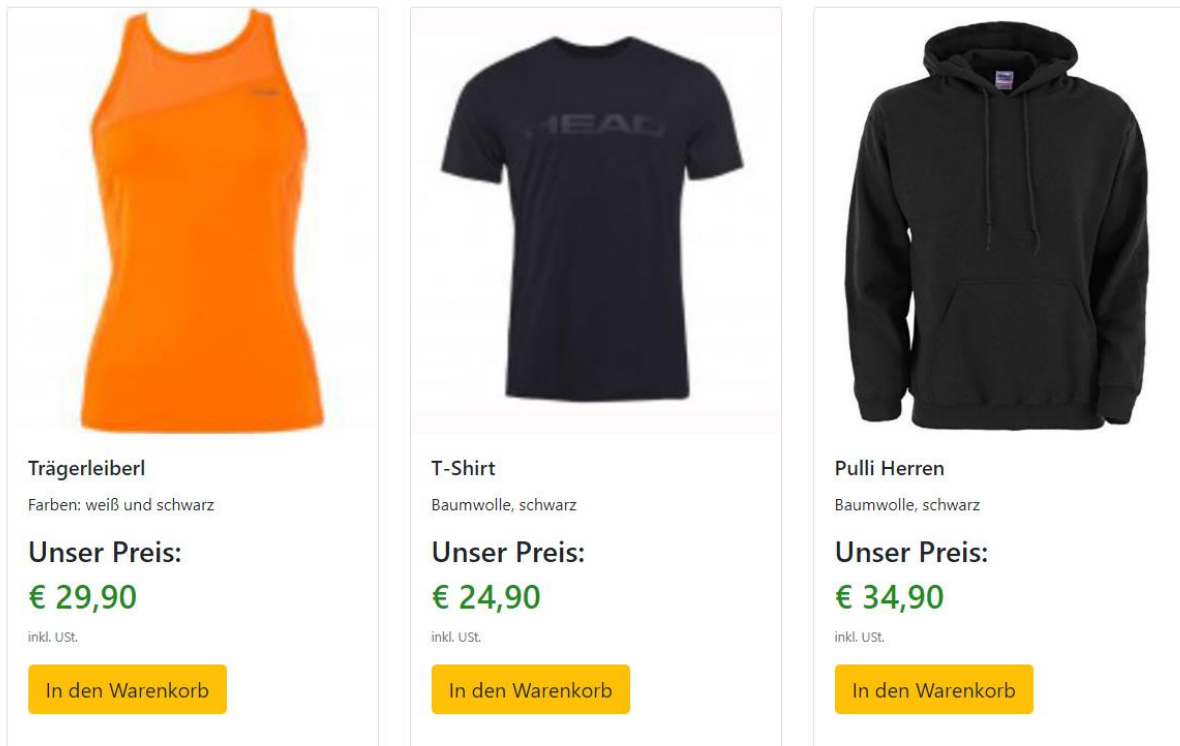 HEAD
Trägerleiberl
Farben: weiß und schwarz
Unser Preis:
€ 29,90
inkl. USt.
In den Warenkorb
T-Shirt
Baumwolle, schwarz
Unser Preis:
€ 24,90
inkl. USt.
In den Warenkorb
Pulli Herren
Baumwolle, schwarz
Unser Preis:
€ 34,90
inkl. USt.
In den Warenkorb